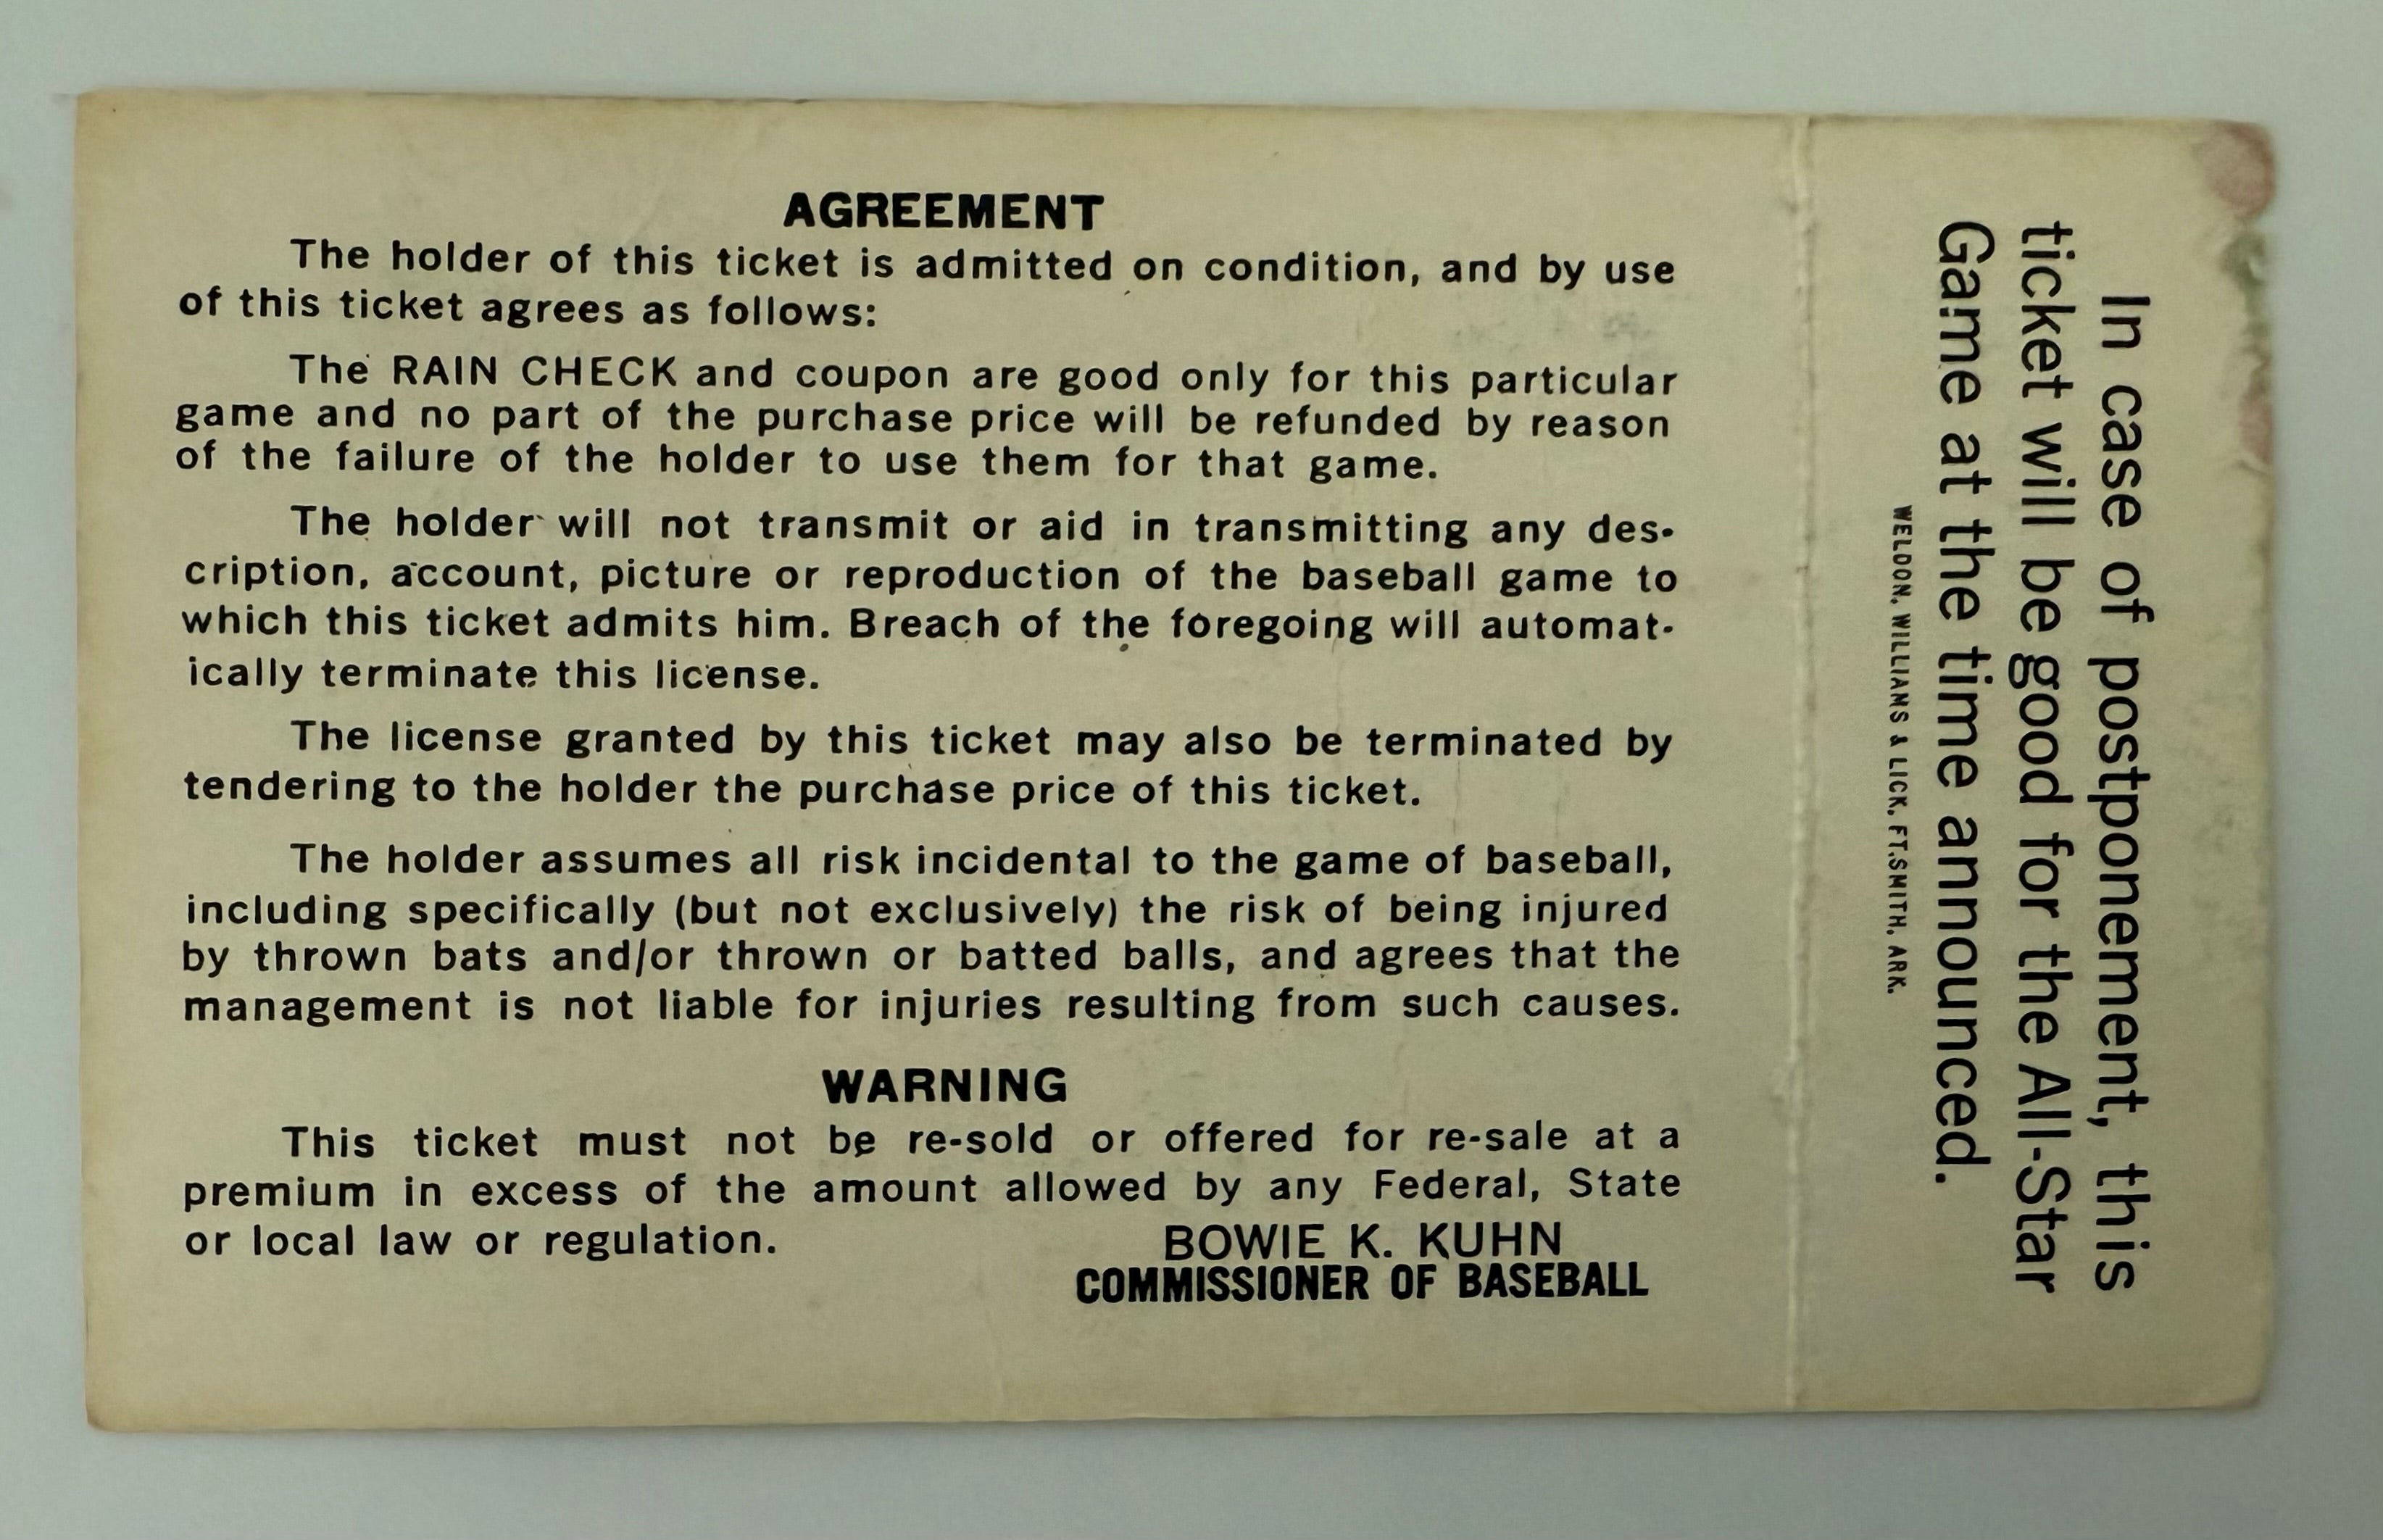 AGREEMENT
The holder of this ticket is admitted on condition, and by use
of this ticket agrees as follows:
The RAIN CHECK and coupon are good only for this particular
game and no part of the purchase price will be refunded by reason
of the failure of the holder to use them for that game.
The holder will not transmit or aid in transmitting any des-
cription, account, picture or reproduction of the baseball game to
which this ticket admits him. Breach of the foregoing will automat-
ically terminate this license.
The license granted by this ticket may also be terminated by
tendering to the holder the purchase price of this ticket.
The holder assumes all risk incidental to the game of baseball,
including specifically (but not exclusively) the risk of being injured
by thrown bats and/or thrown or batted balls, and agrees that the
management is not liable for injuries resulting from such causes.
WARNING
This ticket must not be re-sold or offered for re-sale at a
premium in excess of the amount allowed by any Federal, State
or local law or regulation.
BOWIE K. KUHN
COMMISSIONER OF BASEBALL
In case of postponement, this
ticket will be good for the All-Star
Game at the time announced.
WELDON, WILLIAMS & LICK, FT.SMITH, ARK.